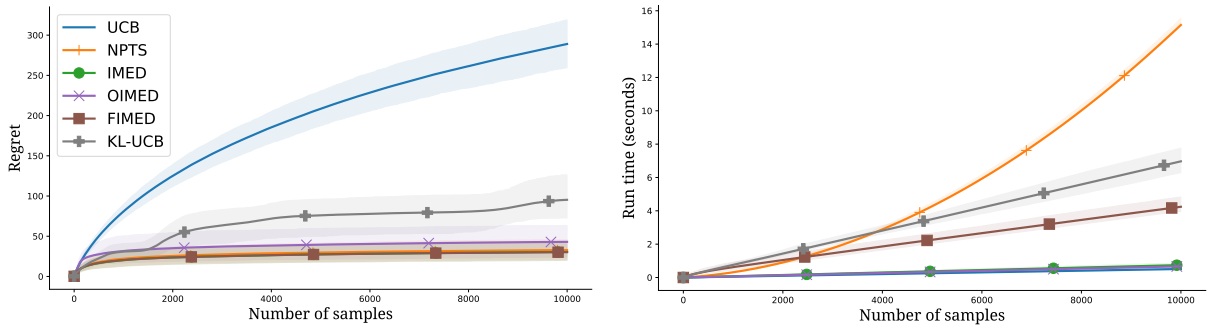 300
250
200
150
100
50
0
Regret
UCB
NPTS
IMED
OIMED
FIMED
KL-UCB
0 2000 4000 6000 8000 10000
Number of samples
16
14
12
10
8
6
4
2
0
Run time (seconds)
0 2000 4000 6000 8000 10000
Number of samples